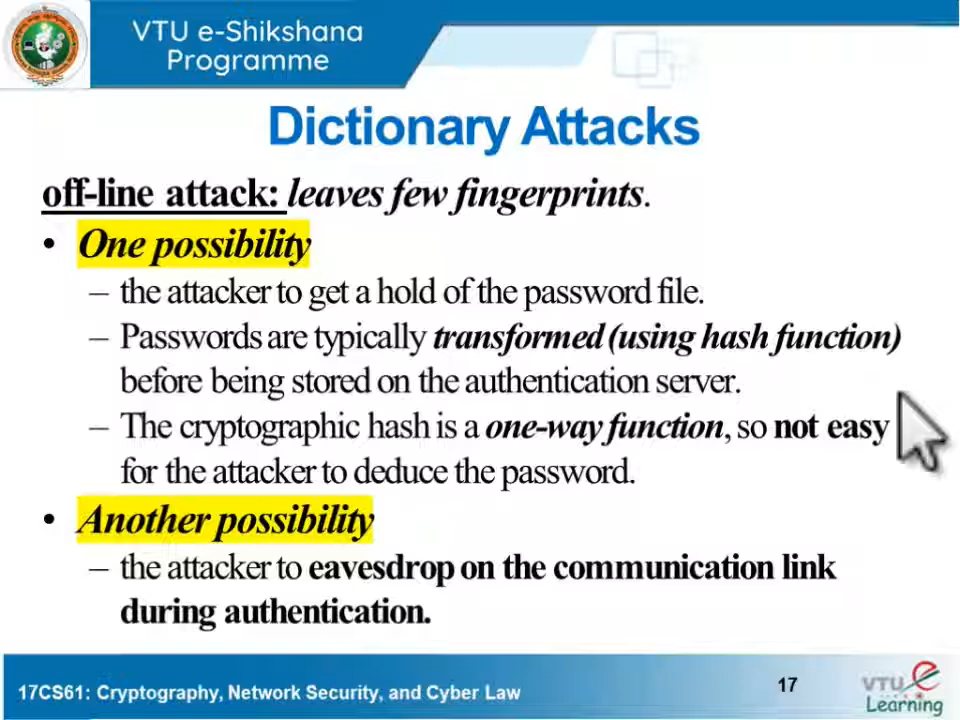 VTU e-Shikshana
Programme
Dictionary Attacks
off-line attack: leaves few fingerprints.
• One possibility
– the attacker to get a hold of the password file.
– Passwords are typically transformed (using hash function)
before being stored on the authentication server.
– The cryptographic hash is a one-way function, so not easy
for the attacker to deduce the password.
• Another possibility
– the attacker to eavesdrop on the communication link
during authentication.
17CS61: Cryptography, Network Security, and Cyber Law
17
VTU e
Learning